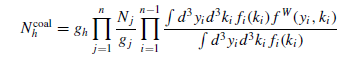 N_h^{coal} = g_h \prod_{j=1}^{n} \frac{N_j}{g_j} \prod_{i=1}^{n-1} \frac{\int d^3 y_i d^3 k_i f_i(k_i) f^W(y_i, k_i)}{\int d^3 y_i d^3 k_i f_i(k_i)}